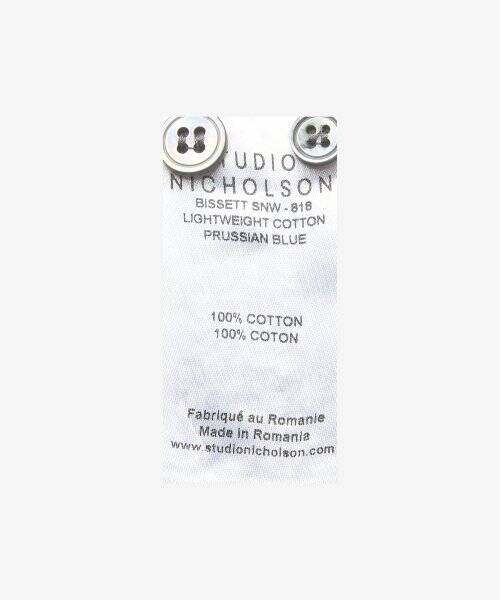 STUDIO
NICHOLSON
BISSETT SNW - 818
LIGHTWEIGHT COTTON
PRUSSIAN BLUE
100% COTTON
100% COTON
Fabriqué au Romanie
Made in Romania
www.studionicholson.com